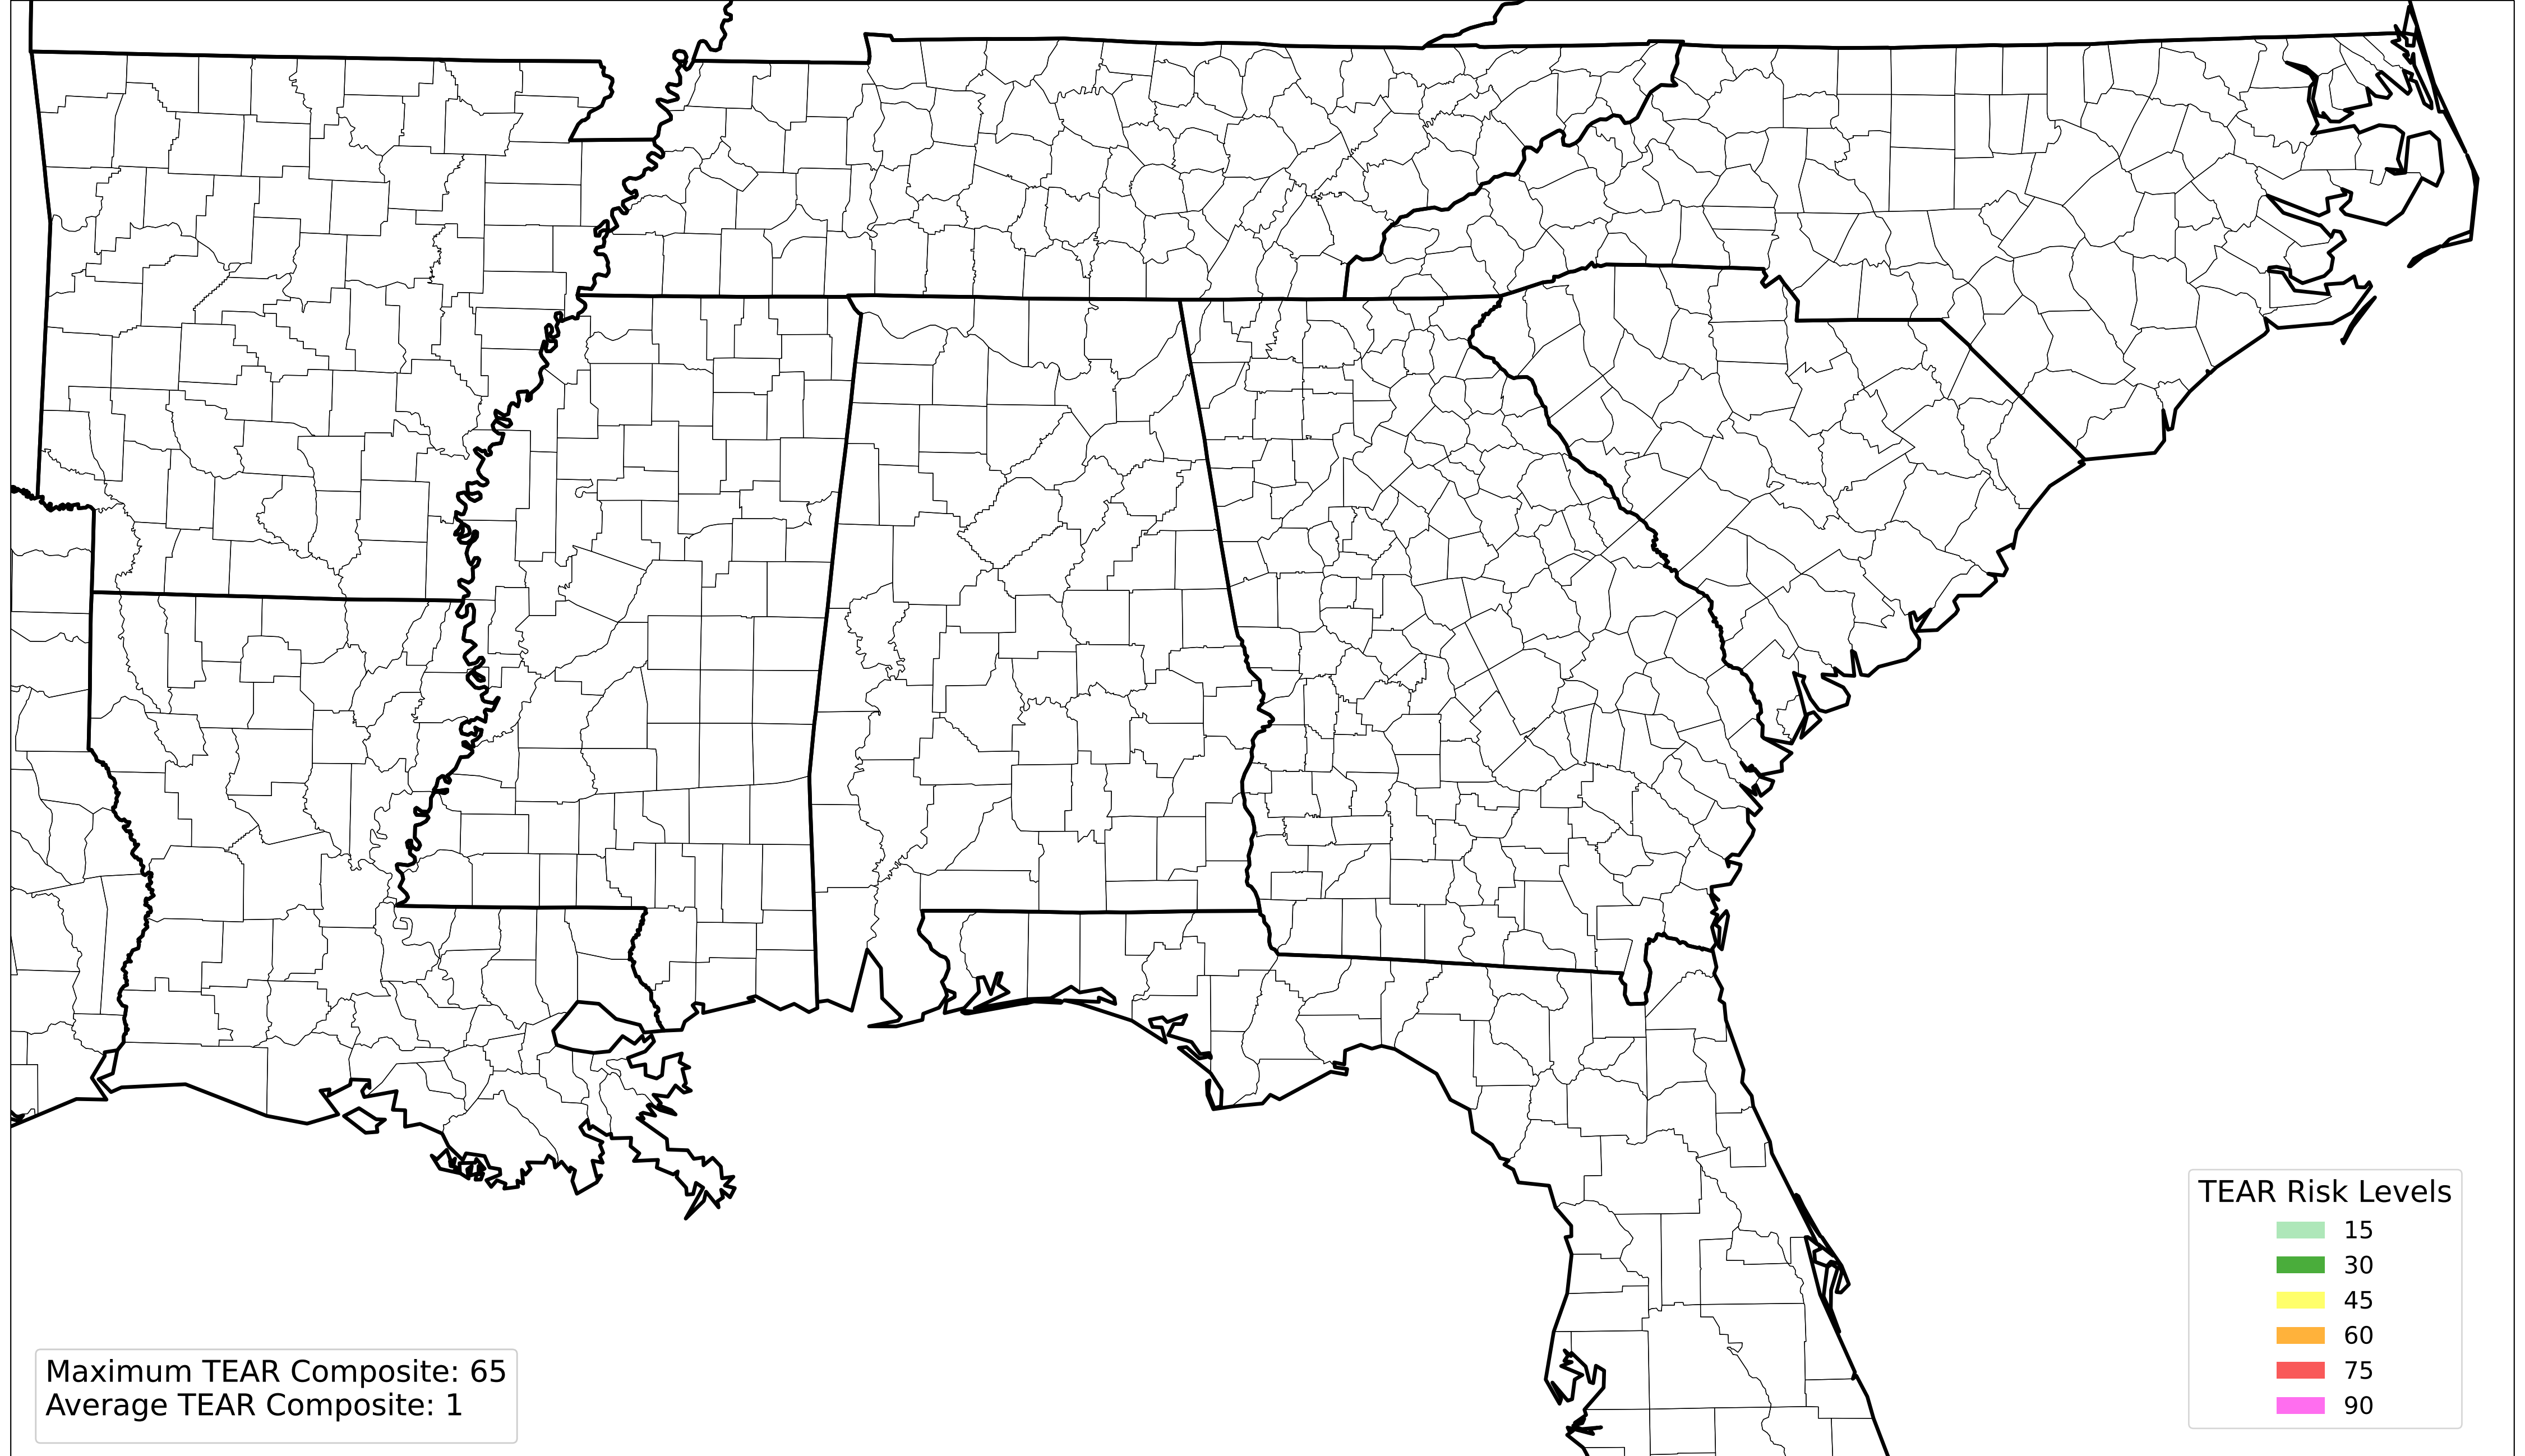 TEAR Risk Levels
15
30
45
60
75
90
Maximum TEAR Composite: 65
Average TEAR Composite: 1